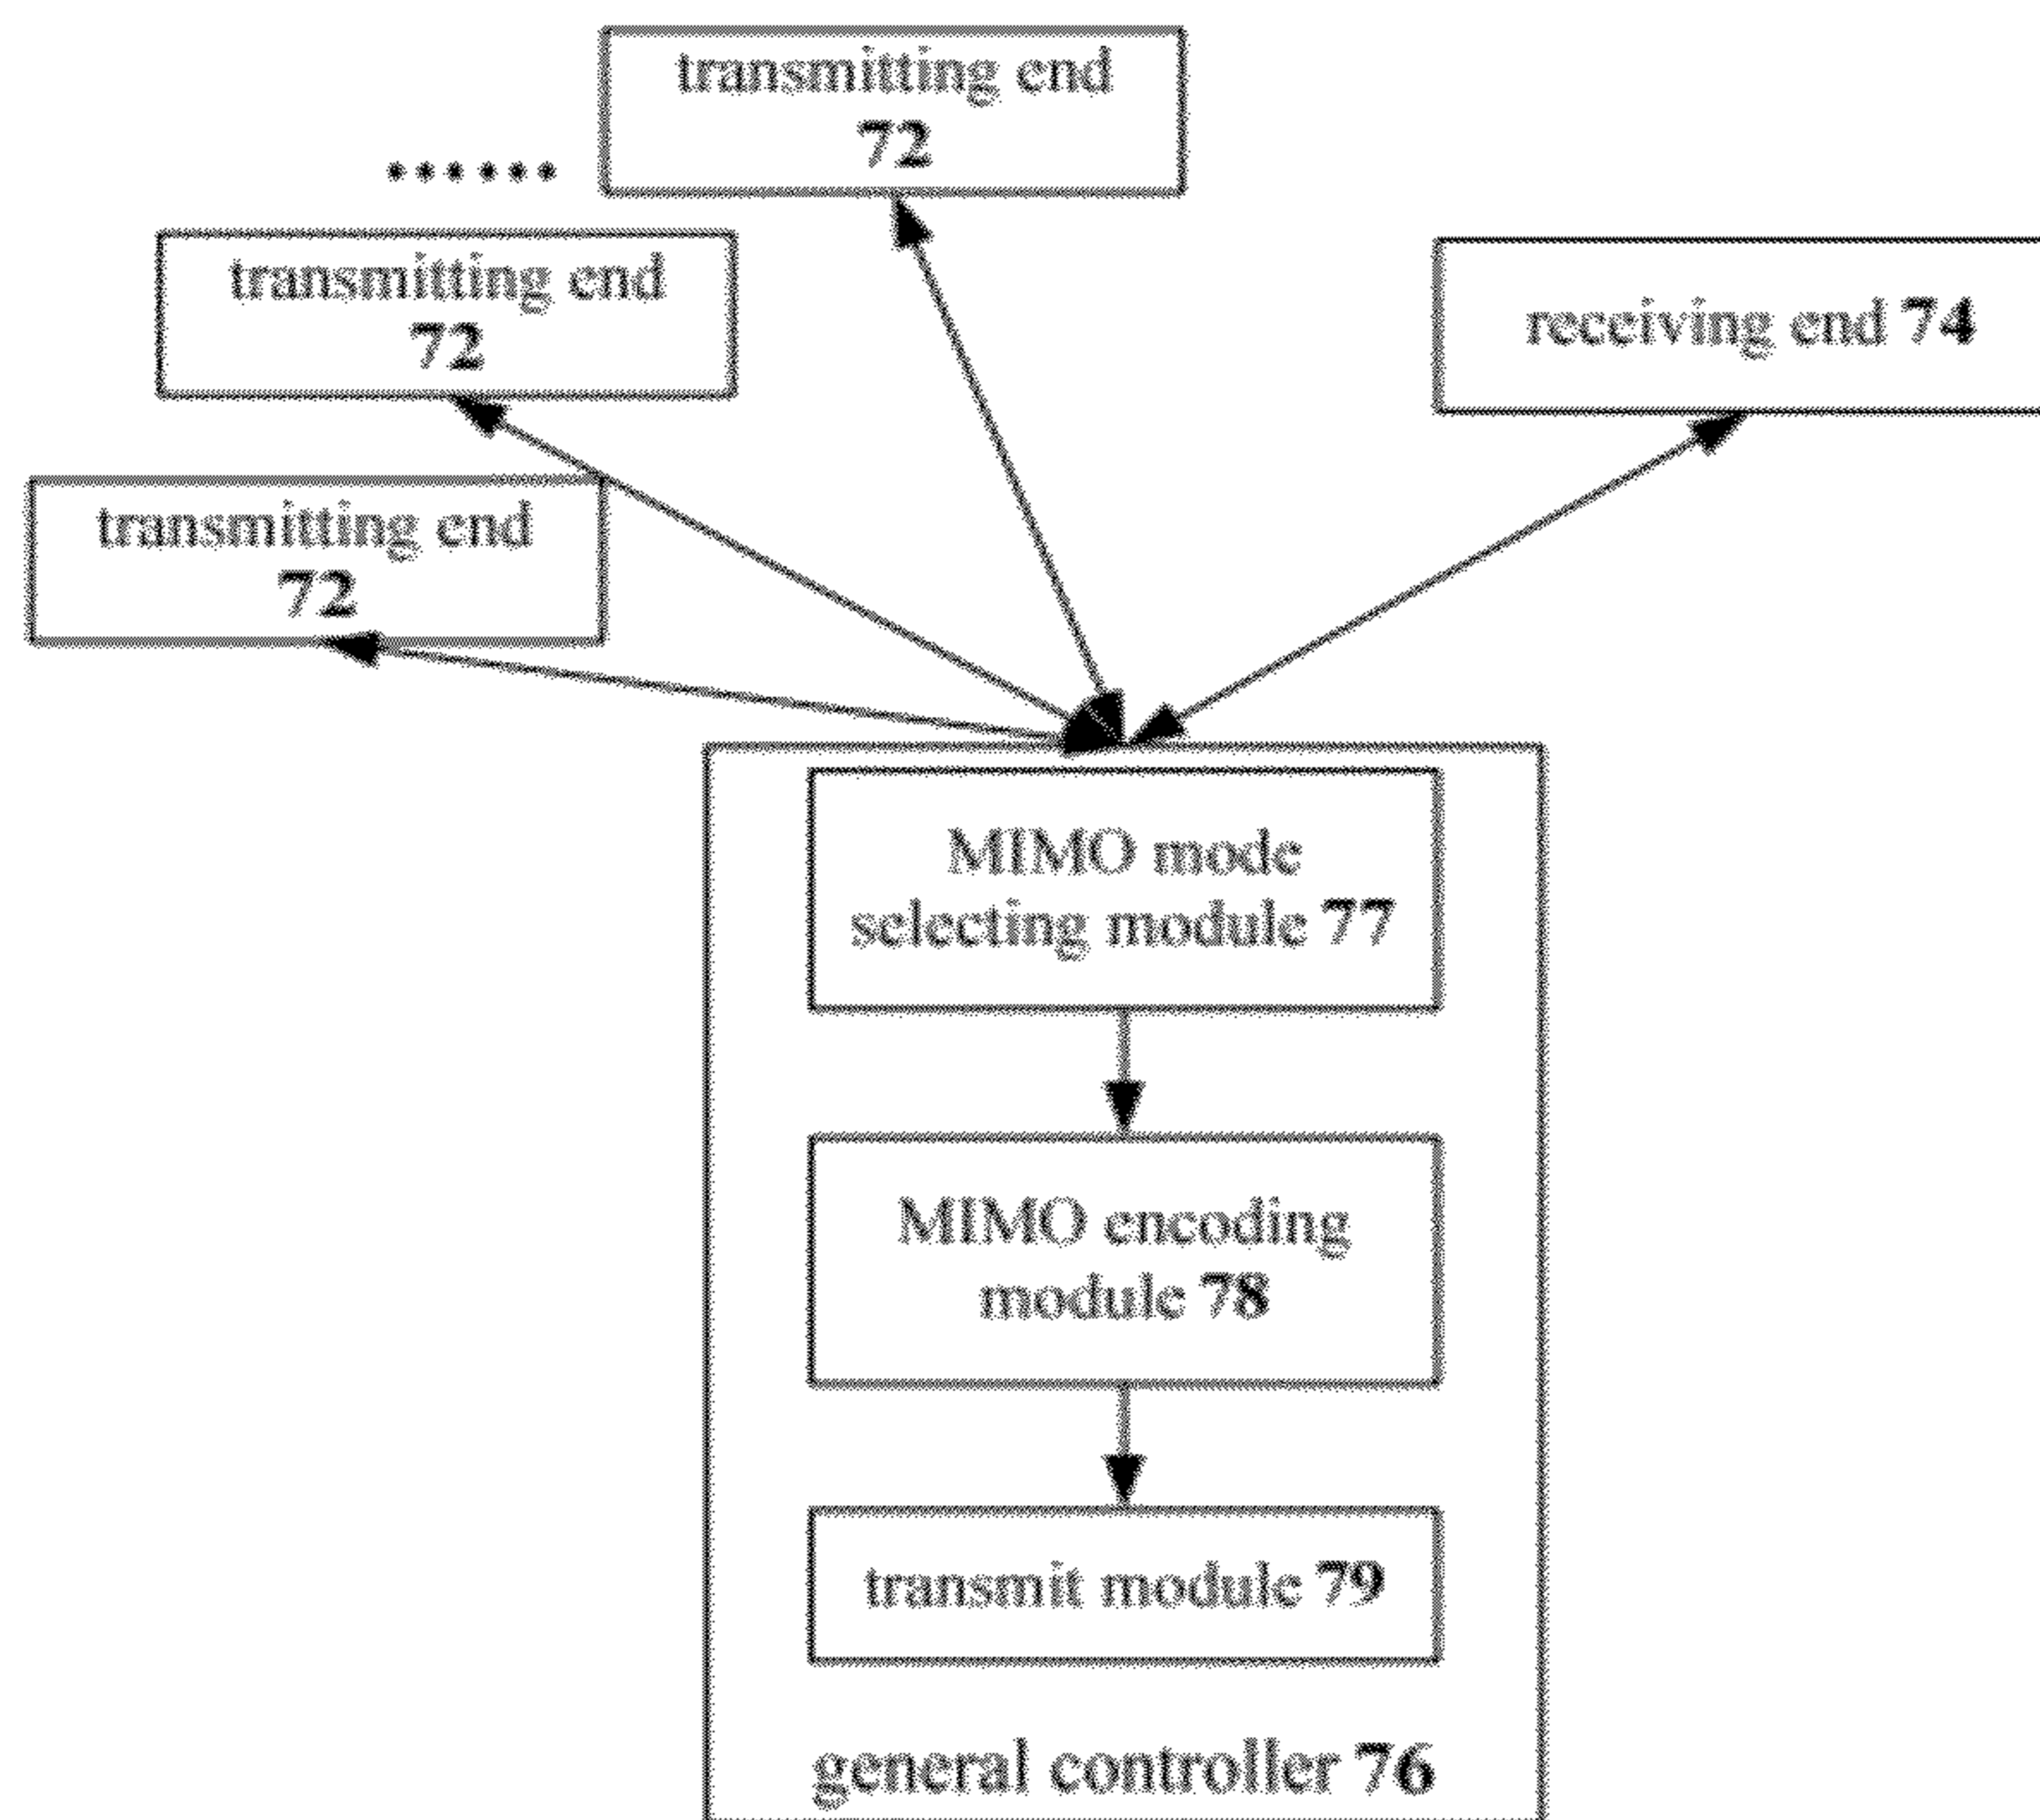 transmitting end
72
......
transmitting end
72
receiving end 74
transmitting end
72
MIMO mode
selecting module 77
MIMO encoding
module 78
transmit module 79
general controller 76